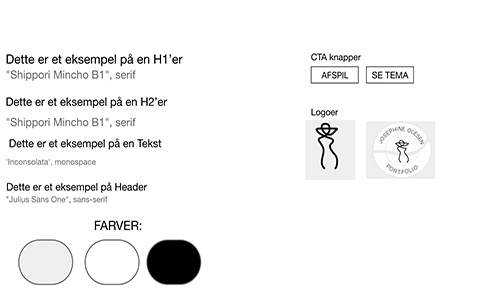 Dette er et eksempel på en H1'er
"Shippori Mincho B1", serif
Dette er et eksempel på en H2'er
"Shippori Mincho B1", serif
Dette er et eksempel på en Tekst
'Inconsolata', monospace
Dette er et eksempel på Header
"Julius Sans One", sans-serif
FARVER:
CTA knapper
AFSPIL
SE TEMA
Logoer
JOSEPHINE OLESEN
PORTFOLIO